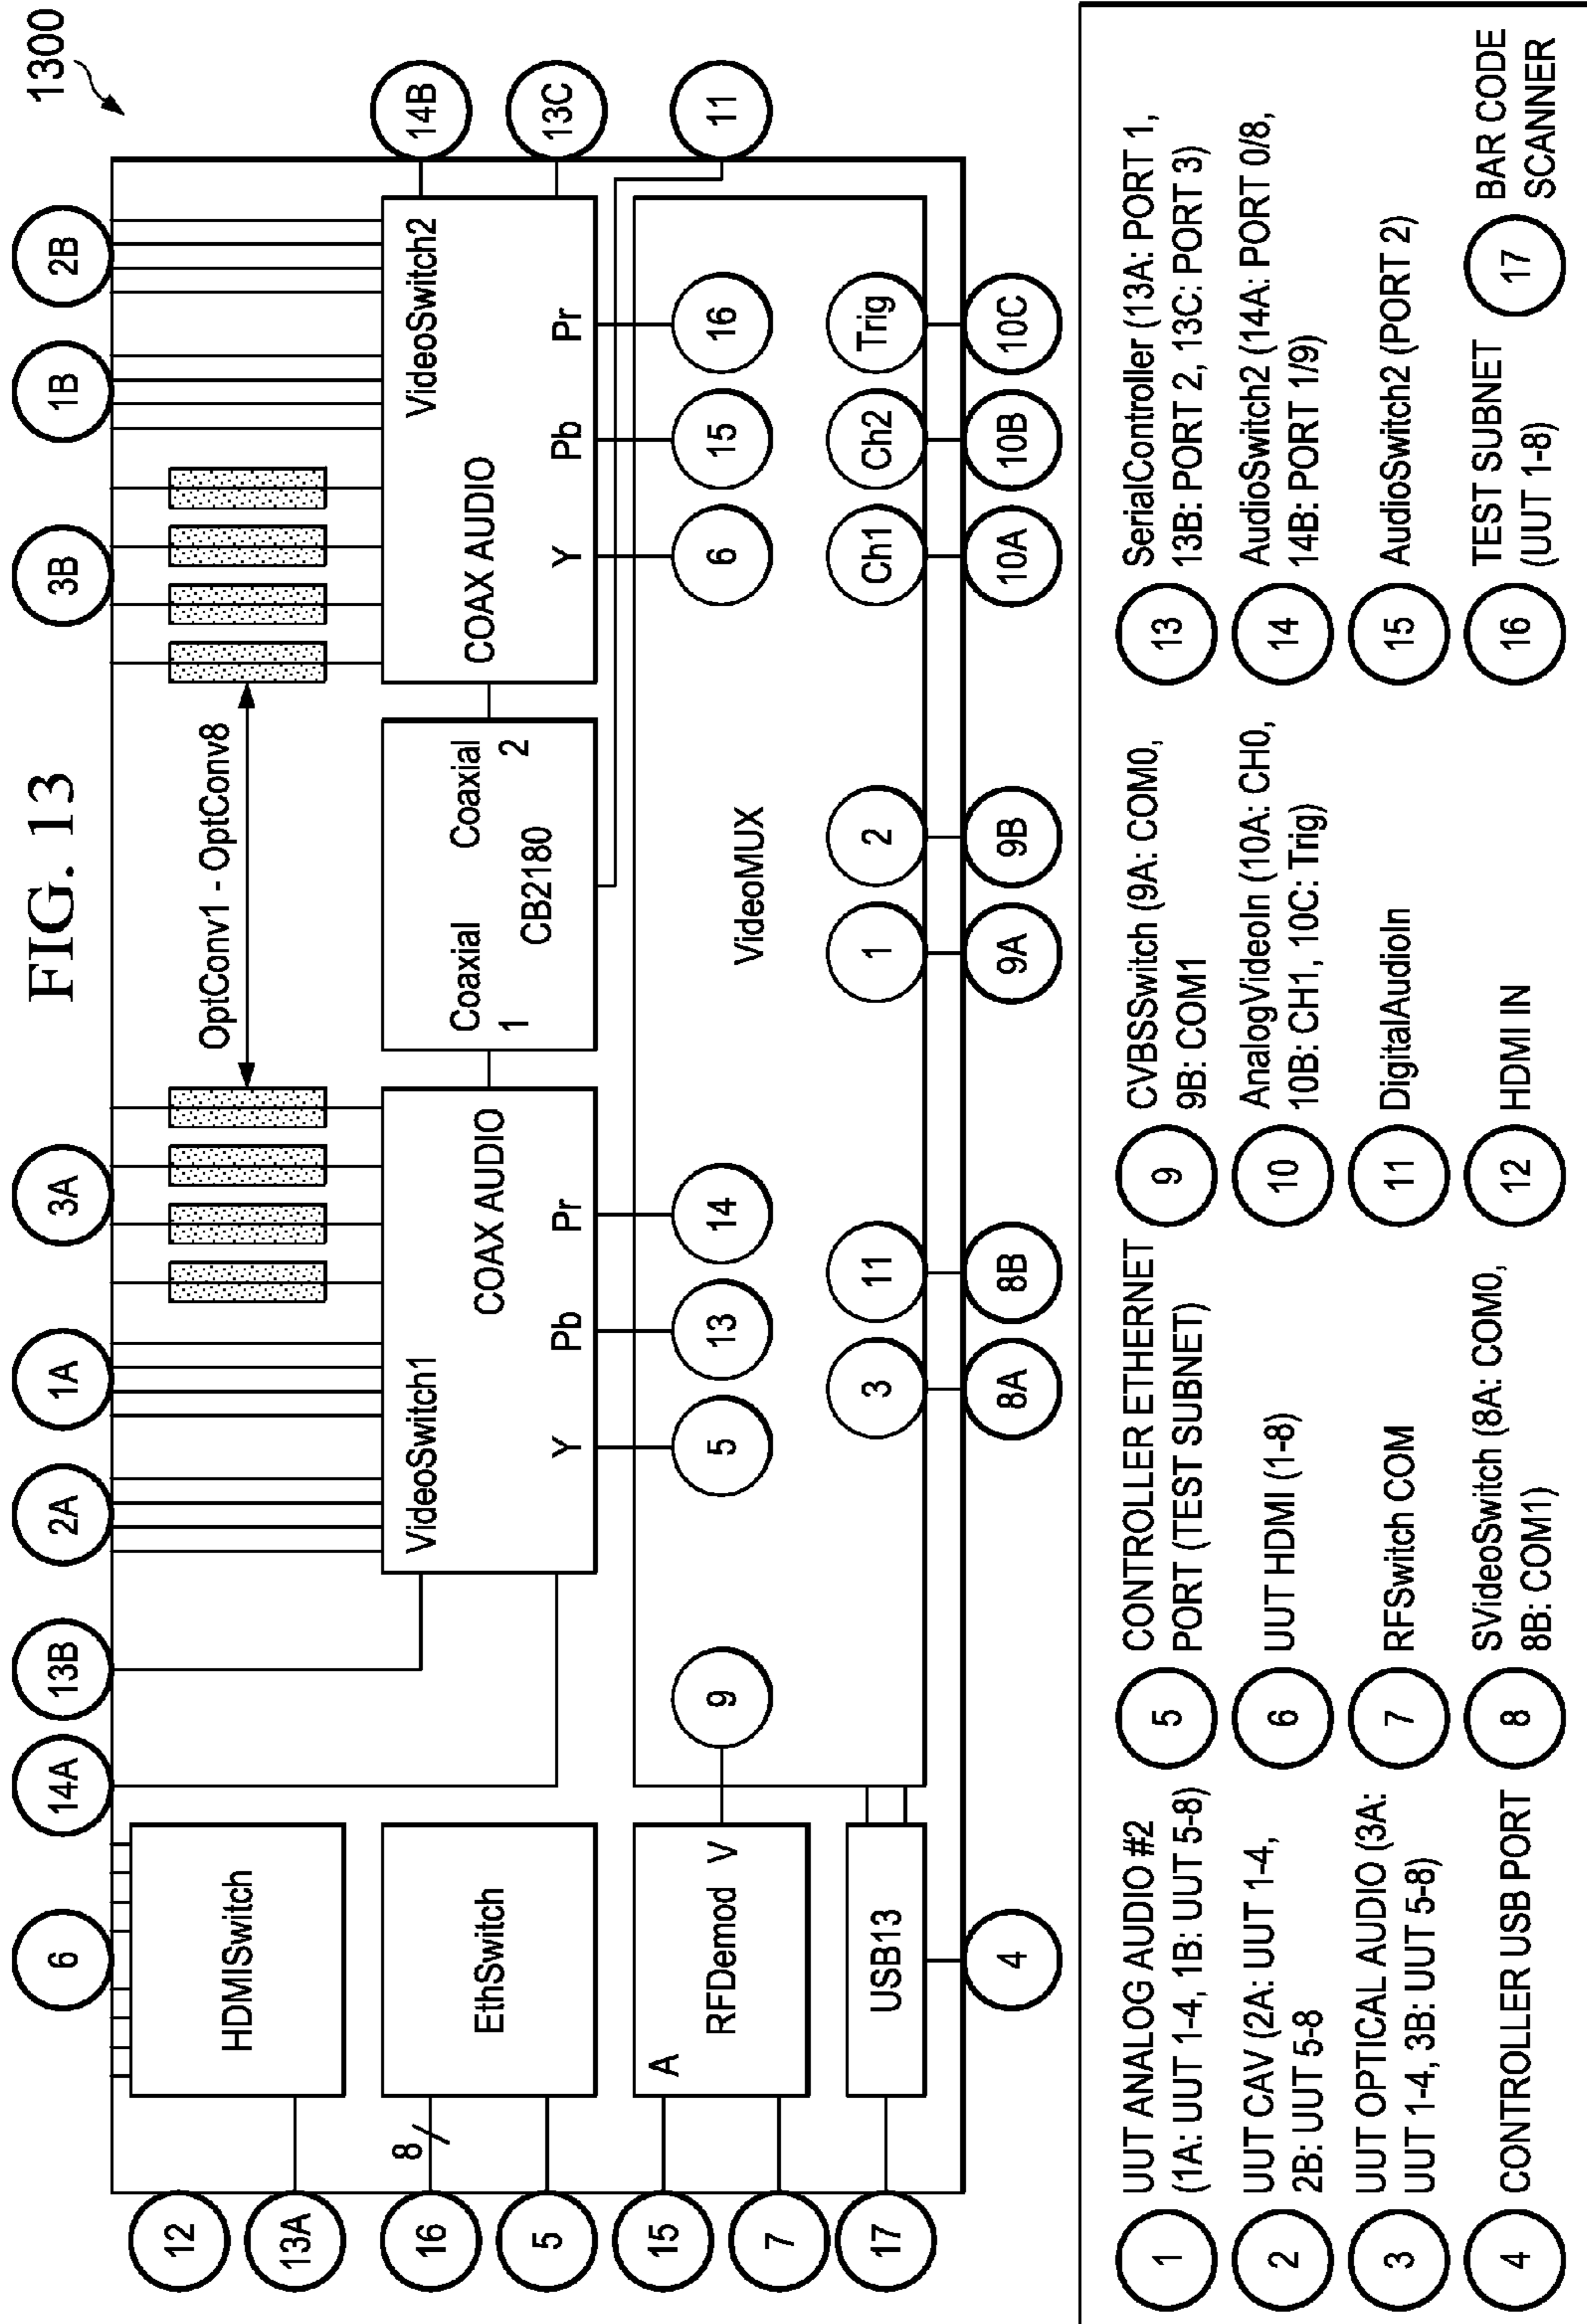 FIG. 13
1300
6
14A
13B
2A
1A
3A
3B
1B
2B
OptConv1 - OptConv8
12
13A
16
5
15
7
17
HDMISwitch
EthSwitch
8
A
RFDemod V
USB13
4
VideoSwitch1
COAX AUDIO
Y
Pb
Pr
5
13
14
9
Coaxial
1
Coaxial
2
CB2180
VideoSwitch2
COAX AUDIO
Y
Pb
Pr
6
15
16
14B
13C
11
VideoMUX
3
11
1
2
Ch1
Ch2
Trig
8A
8B
9A
9B
10A
10B
10C
1
UUT ANALOG AUDIO #2
(1A: UUT 1-4, 1B: UUT 5-8)
2
UUT CAV (2A: UUT 1-4,
2B: UUT 5-8
3
UUT OPTICAL AUDIO (3A:
UUT 1-4, 3B: UUT 5-8)
4
CONTROLLER USB PORT
5
CONTROLLER ETHERNET
PORT (TEST SUBNET)
6
UUT HDMI (1-8)
7
RFSwitch COM
8
SVideoSwitch (8A: COM0,
8B: COM1)
9
CVBSSwitch (9A: COM0,
9B: COM1
10
AnalogVideoIn (10A: CH0,
10B: CH1, 10C: Trig)
11
DigitalAudioIn
12
HDMI IN
13
SerialController (13A: PORT 1,
13B: PORT 2, 13C: PORT 3)
14
AudioSwitch2 (14A: PORT 0/8,
14B: PORT 1/9)
15
AudioSwitch2 (PORT 2)
16
TEST SUBNET
(UUT 1-8)
17
BAR CODE
SCANNER